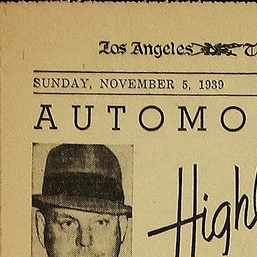 Los Angeles T
SUNDAY, NOVEMBER 5, 1939
AUTOMO
High